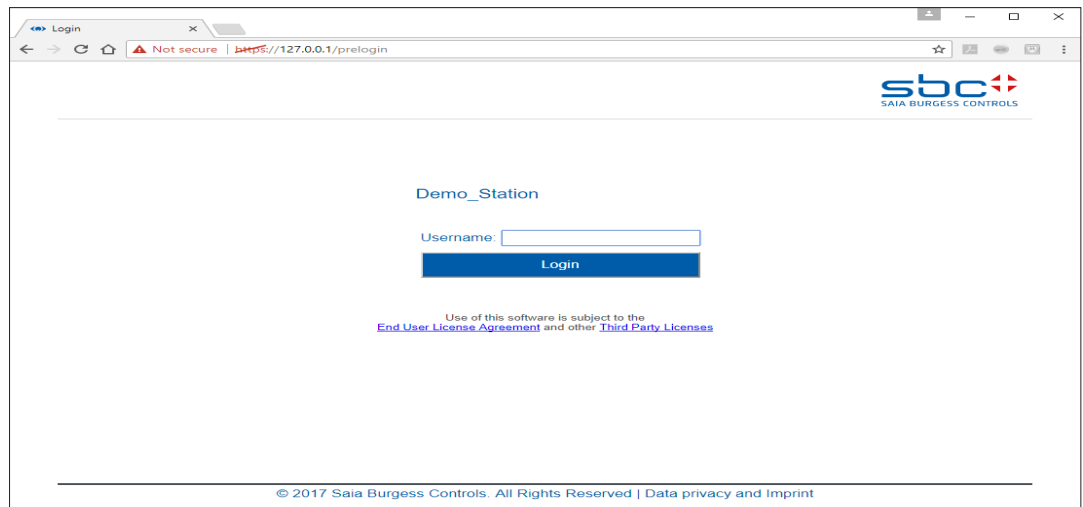 Login
Not secure | https://127.0.0.1/prelogin
sbc
SAIA BURGESS CONTROLS
Demo_Station
Username:
Login
Use of this software is subject to the
End User License Agreement and other Third Party Licenses
© 2017 Saia Burgess Controls. All Rights Reserved | Data privacy and Imprint